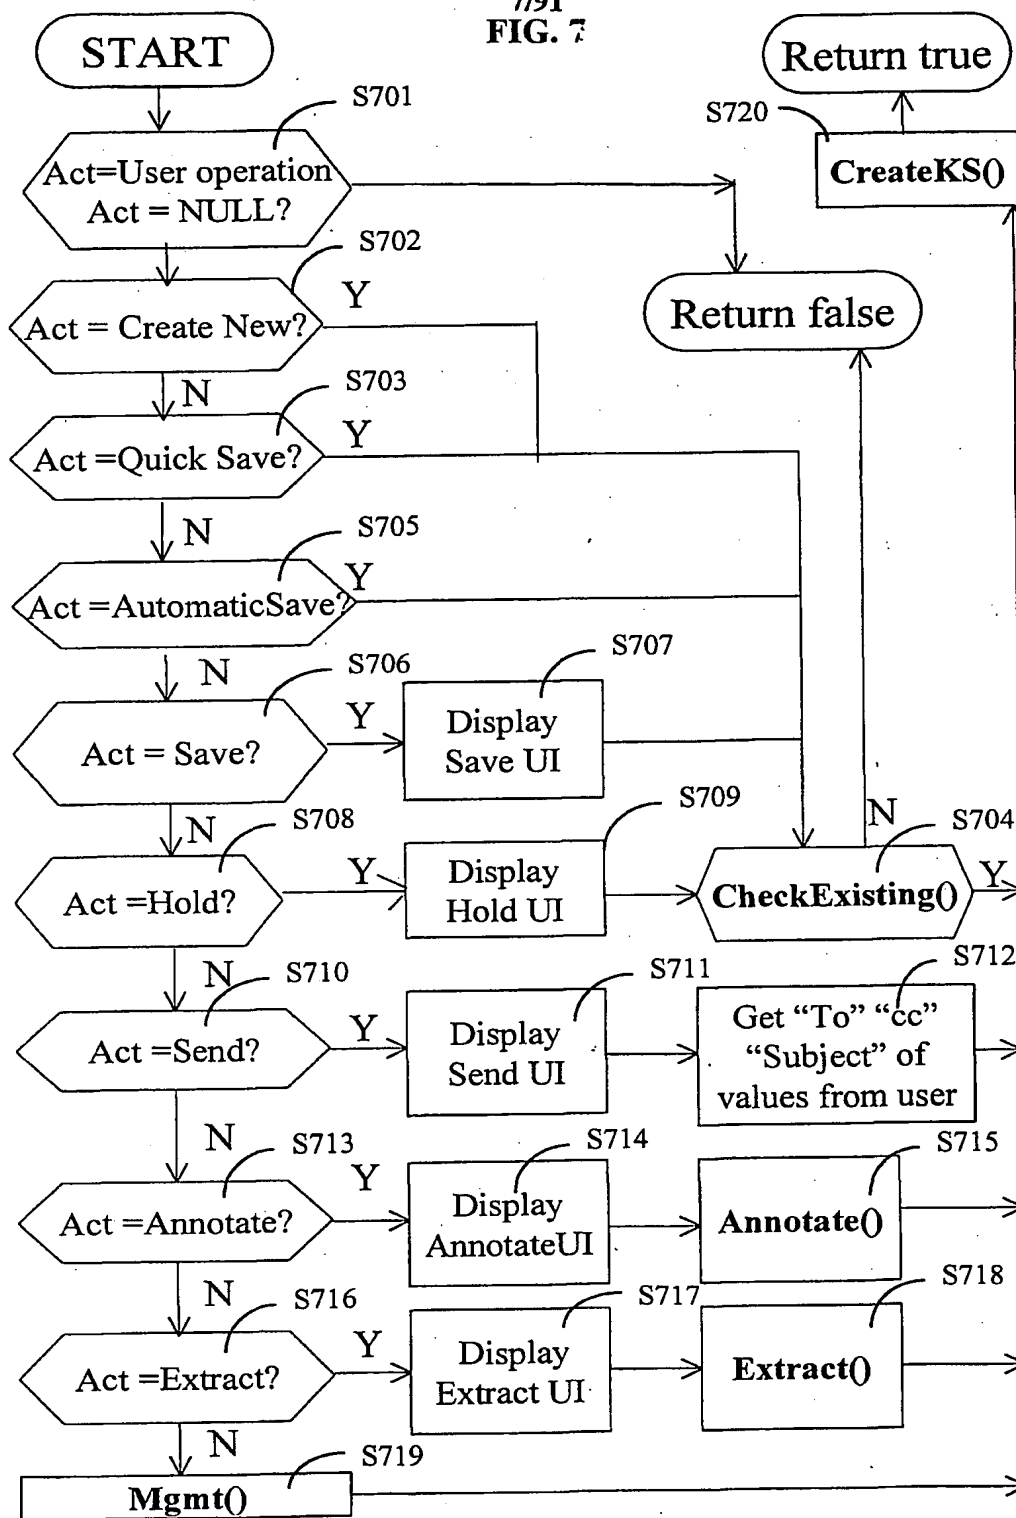 7/91
FIG. 7
START
Return true
S701
S720
Act=User operation
Act = NULL?
CreateKS()
S702
Act = Create New?
Y
Return false
N
S703
Act =Quick Save?
Y
N
S705
Act =AutomaticSave?
Y
N
S706
S707
Act = Save?
Y
Display
Save UI
N
S708
S709
N
S704
Act =Hold?
Y
Display
Hold UI
CheckExisting()
Y
N
S710
S711
S712
Act =Send?
Y
Display
Send UI
Get “To” “cc”
“Subject” of
values from user
N
S713
S714
S715
Act =Annotate?
Y
Display
AnnotateUI
Annotate()
N
S716
S717
S718
Act =Extract?
Y
Display
Extract UI
Extract()
N
S719
Mgmt()